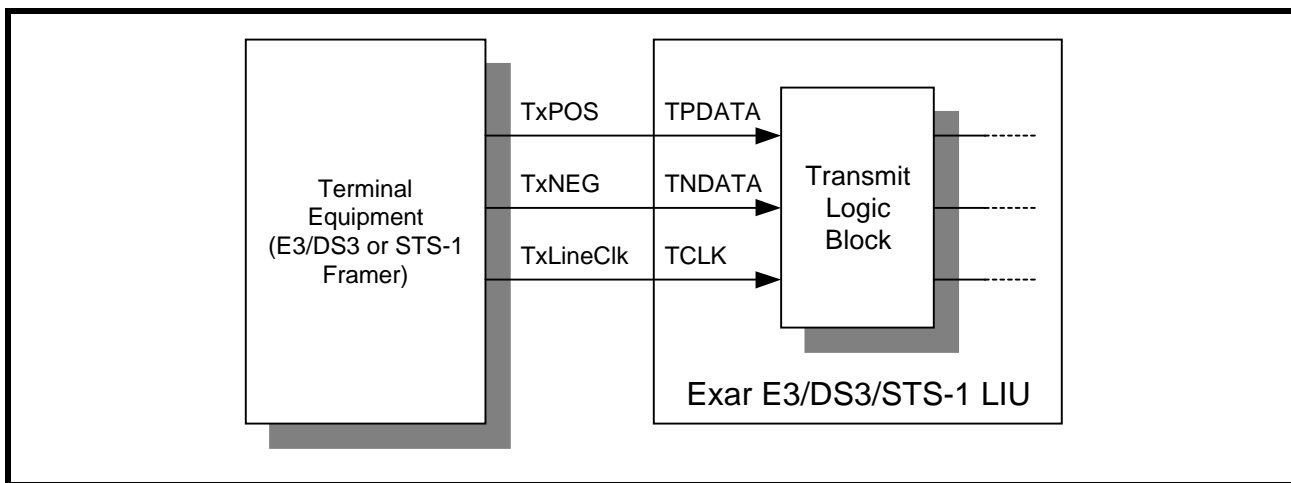 Terminal
Equipment
(E3/DS3 or STS-1
Framer)
TxPOS
TPDATA
TxNEG
TNDATA
TxLineClk
TCLK
Transmit
Logic
Block
Exar E3/DS3/STS-1 LIU